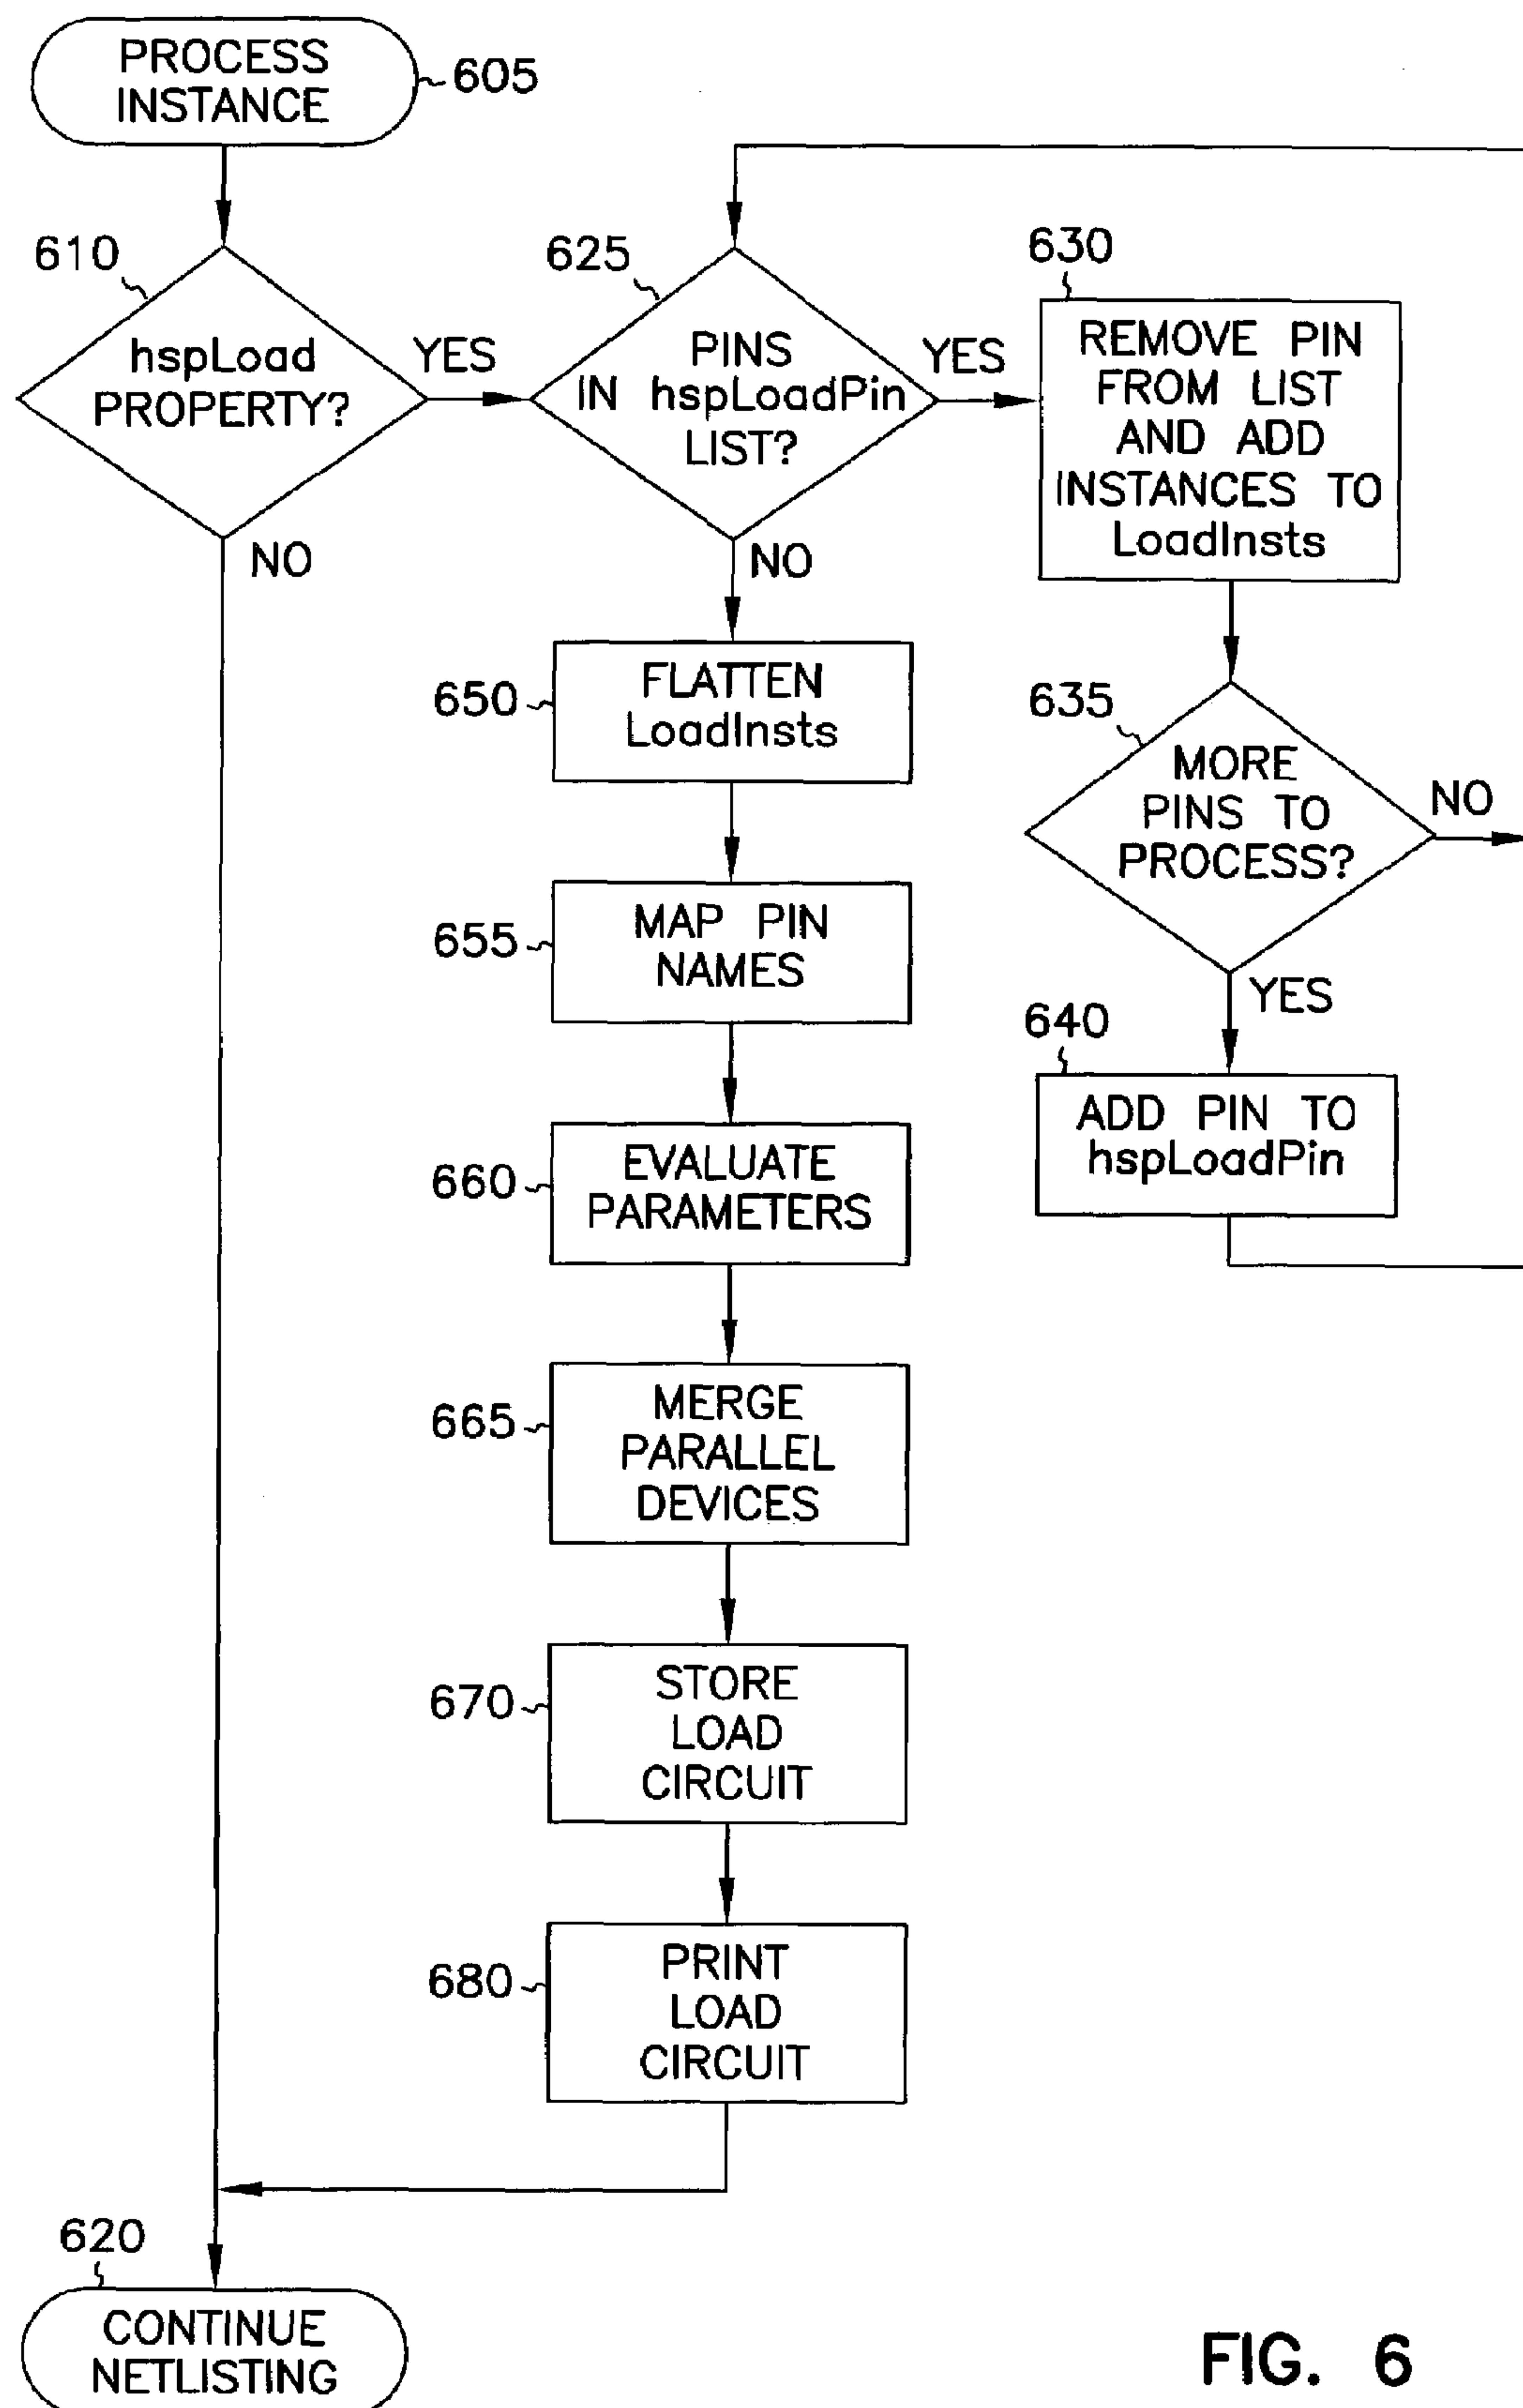 PROCESS
INSTANCE
605
610
hspLoad
PROPERTY?
YES
NO
625
PINS
IN hspLoadPin
LIST?
YES
NO
630
REMOVE PIN
FROM LIST
AND ADD
INSTANCES TO
LoadInsts
635
MORE
PINS TO
PROCESS?
NO
YES
640
ADD PIN TO
hspLoadPin
650
FLATTEN
LoadInsts
655
MAP PIN
NAMES
660
EVALUATE
PARAMETERS
665
MERGE
PARALLEL
DEVICES
670
STORE
LOAD
CIRCUIT
680
PRINT
LOAD
CIRCUIT
620
CONTINUE
NETLISTING
FIG. 6